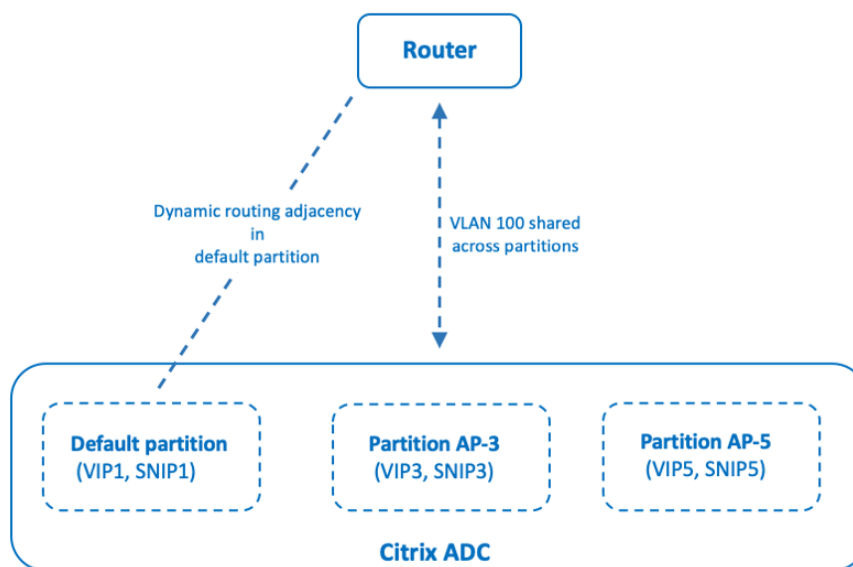 Router
Dynamic routing adjacency
in
default partition
VLAN 100 shared
across partitions
Default partition
(VIP1, SNIP1)
Partition AP-3
(VIP3, SNIP3)
Partition AP-5
(VIP5, SNIP5)
Citrix ADC